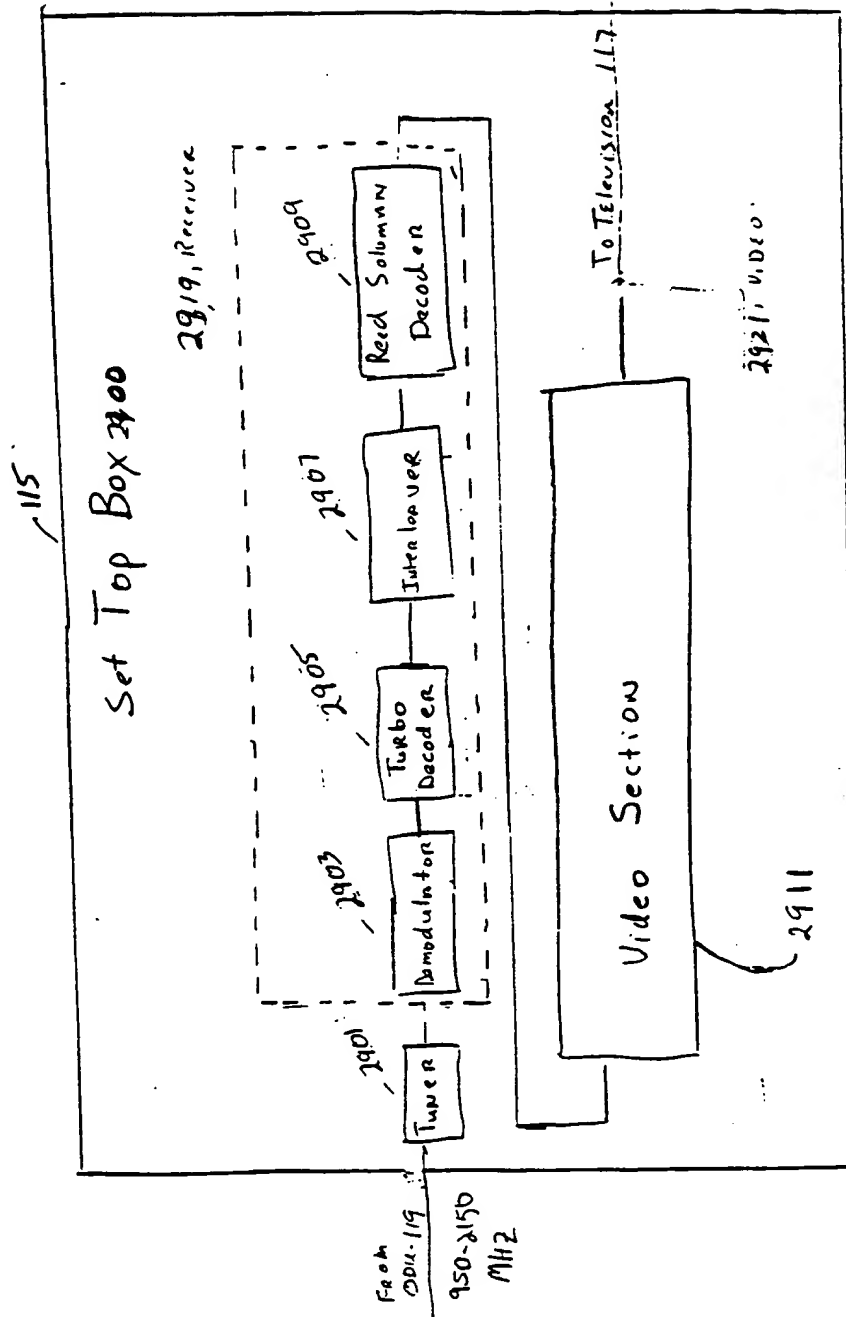 115
Set Top Box 2900
2919, Receiver
2901
Tuner
2903
Demodulator
2905
Turbo
Decoder
2907
Interleaver
2909
Reed Soluman
Decoder
From
ODU-119
950-2150
MHZ
Video Section
2911
To Television 117
2921, Video